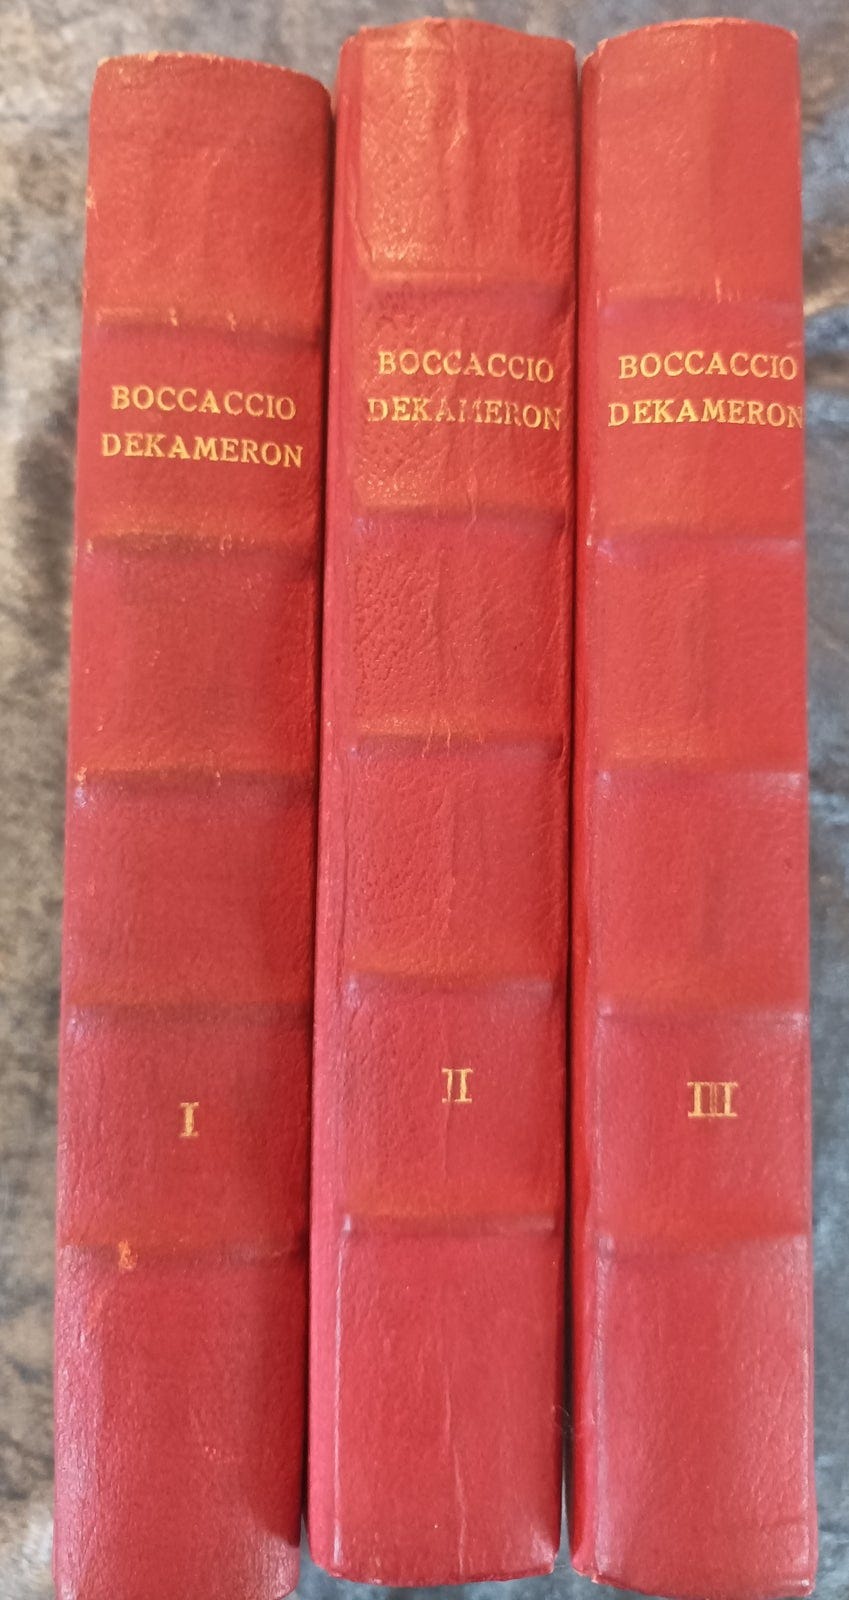 BOCCACCIO
DEKAMERON
I
BOCCACCIO
DEKAMERON
II
BOCCACCIO
DEKAMERON
III